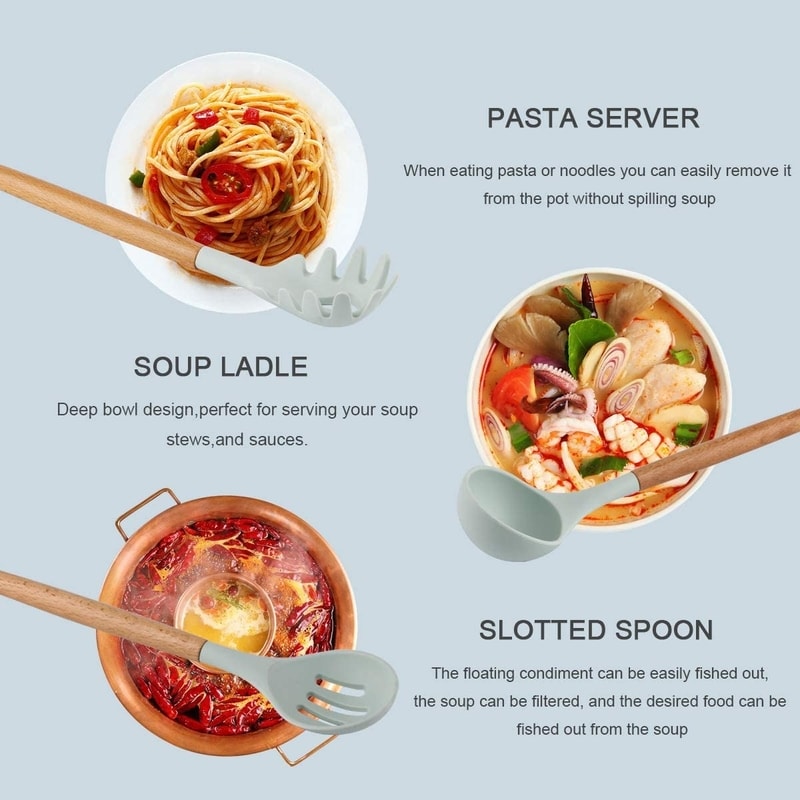 PASTA SERVER
When eating pasta or noodles you can easily remove it
from the pot without spilling soup
SOUP LADLE
Deep bowl design,perfect for serving your soup
stews,and sauces.
SLOTTED SPOON
The floating condiment can be easily fished out,
the soup can be filtered, and the desired food can be
fished out from the soup